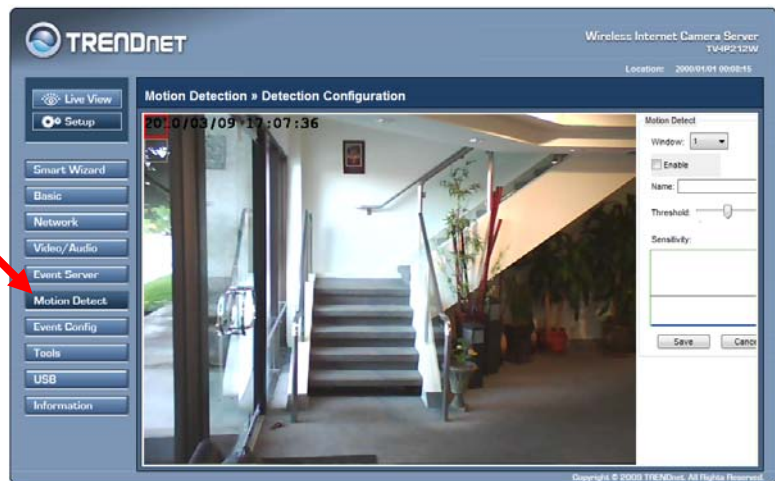 TRENDNET
Wireless Internet Camera Server
TV-IP212W
Location: 2000/01/01 00:02:15
Live View
Setup
Motion Detection » Detection Configuration
2010/03/09 17:07:36
Motion Detect
Window: 1
Enable
Name:
Threshold:
Sensitivity:
Save
Cance
Smart Wizard
Basic
Network
Video/Audio
Event Server
Motion Detect
Event Config
Tools
USB
Information
Copyright © 2009 TRENDnet. All Rights Reserved.